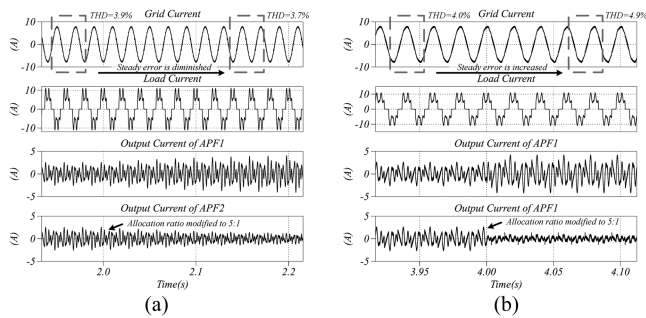 THD=3.9%
Grid Current
THD=3.7%
10
0
-10
(A)
Steady error is diminished
Load Current
10
0
-10
(A)
Output Current of APF1
5
0
-5
(A)
Output Current of APF2
5
0
-5
(A)
Allocation ratio modified to 5:1
2.0
2.1
2.2
Time(s)
(a)
THD=4.0%
Grid Current
THD=4.9%
10
0
-10
(A)
Steady error is increased
Load Current
10
0
-10
(A)
Output Current of APF1
5
0
-5
(A)
Output Current of APF1
5
0
-5
(A)
Allocation ratio modified to 5:1
3.95
4.00
4.05
4.10
Time(s)
(b)